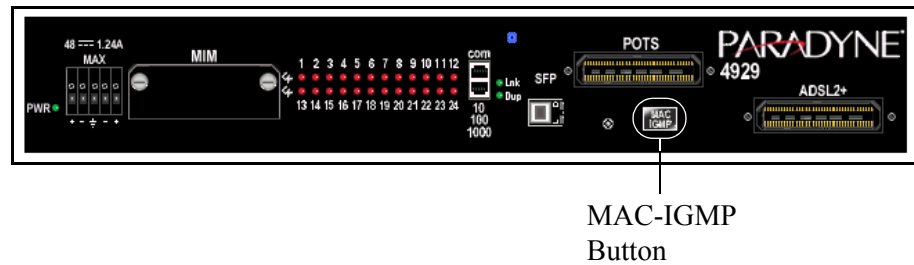 48 1.24A
MAX
PWR
+ - + - +
MIM
1 2 3 4 5 6 7 8 9 10 11 12
13 14 15 16 17 18 19 20 21 22 23 24
com
Lnk
Dup
10
100
1000
SFP
POTS
MAC
IGMP
PARADYNE
4929
ADSL2+
MAC-IGMP
Button